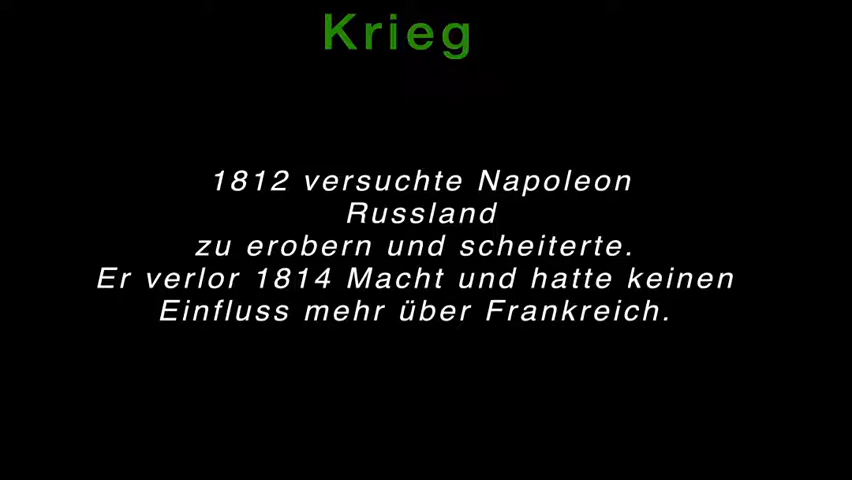 Krieg
1812 versuchte Napoleon
Russland
zu erobern und scheiterte.
Er verlor 1814 Macht und hatte keinen
Einfluss mehr über Frankreich.